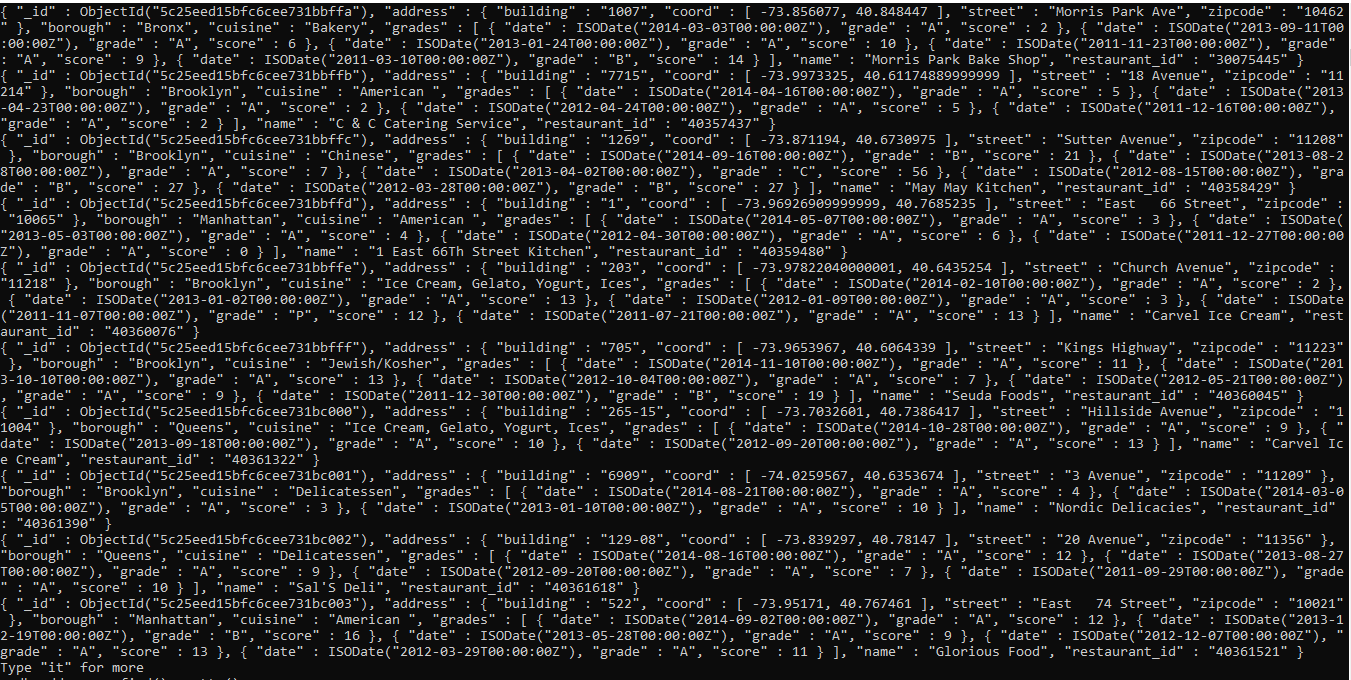 { "_id" : ObjectId("5c25eed15bfc6cee731bbffa"), "address" : { "building" : "1007", "coord" : [ -73.856077, 40.848447 ], "street" : "Morris Park Ave", "zipcode" : "10462
" }, "borough" : "Bronx", "cuisine" : "Bakery", "grades" : [ { "date" : ISODate("2014-03-03T00:00:00Z"), "grade" : "A", "score" : 2 }, { "date" : ISODate("2013-09-11T00
:00:00Z"), "grade" : "A", "score" : 6 }, { "date" : ISODate("2013-01-24T00:00:00Z"), "grade" : "A", "score" : 10 }, { "date" : ISODate("2011-11-23T00:00:00Z"), "grade"
: "A", "score" : 9 }, { "date" : ISODate("2011-03-10T00:00:00Z"), "grade" : "B", "score" : 14 } ], "name" : "Morris Park Bake Shop", "restaurant_id" : "30075445" }
{ "_id" : ObjectId("5c25eed15bfc6cee731bbffb"), "address" : { "building" : "7715", "coord" : [ -73.9973325, 40.61174889999999 ], "street" : "18 Avenue", "zipcode" : "11
214" }, "borough" : "Brooklyn", "cuisine" : "American ", "grades" : [ { "date" : ISODate("2014-04-16T00:00:00Z"), "grade" : "A", "score" : 5 }, { "date" : ISODate("2013
-04-23T00:00:00Z"), "grade" : "A", "score" : 2 }, { "date" : ISODate("2012-04-24T00:00:00Z"), "grade" : "A", "score" : 5 }, { "date" : ISODate("2011-12-16T00:00:00Z"),
"grade" : "A", "score" : 2 } ], "name" : "C & C Catering Service", "restaurant_id" : "40357437" }
{ "_id" : ObjectId("5c25eed15bfc6cee731bbffc"), "address" : { "building" : "1269", "coord" : [ -73.871194, 40.6730975 ], "street" : "Sutter Avenue", "zipcode" : "11208"
 }, "borough" : "Brooklyn", "cuisine" : "Chinese", "grades" : [ { "date" : ISODate("2014-09-16T00:00:00Z"), "grade" : "B", "score" : 21 }, { "date" : ISODate("2013-08-2
8T00:00:00Z"), "grade" : "A", "score" : 7 }, { "date" : ISODate("2013-04-02T00:00:00Z"), "grade" : "C", "score" : 56 }, { "date" : ISODate("2012-08-15T00:00:00Z"), "gra
de" : "B", "score" : 27 }, { "date" : ISODate("2012-03-28T00:00:00Z"), "grade" : "B", "score" : 27 } ], "name" : "May May Kitchen", "restaurant_id" : "40358429" }
{ "_id" : ObjectId("5c25eed15bfc6cee731bbffd"), "address" : { "building" : "1", "coord" : [ -73.96926909999999, 40.7685235 ], "street" : "East   66 Street", "zipcode" :
 "10065" }, "borough" : "Manhattan", "cuisine" : "American ", "grades" : [ { "date" : ISODate("2014-05-07T00:00:00Z"), "grade" : "A", "score" : 3 }, { "date" : ISODate(
"2013-05-03T00:00:00Z"), "grade" : "A", "score" : 4 }, { "date" : ISODate("2012-04-30T00:00:00Z"), "grade" : "A", "score" : 6 }, { "date" : ISODate("2011-12-27T00:00:00
Z"), "grade" : "A", "score" : 0 } ], "name" : "1 East 66Th Street Kitchen", "restaurant_id" : "40359480" }
{ "_id" : ObjectId("5c25eed15bfc6cee731bbffe"), "address" : { "building" : "203", "coord" : [ -73.97822040000001, 40.6435254 ], "street" : "Church Avenue", "zipcode" :
"11218" }, "borough" : "Brooklyn", "cuisine" : "Ice Cream, Gelato, Yogurt, Ices", "grades" : [ { "date" : ISODate("2014-02-10T00:00:00Z"), "grade" : "A", "score" : 2 },
 { "date" : ISODate("2013-01-02T00:00:00Z"), "grade" : "A", "score" : 13 }, { "date" : ISODate("2012-01-09T00:00:00Z"), "grade" : "A", "score" : 3 }, { "date" : ISODate
("2011-11-07T00:00:00Z"), "grade" : "P", "score" : 12 }, { "date" : ISODate("2011-07-21T00:00:00Z"), "grade" : "A", "score" : 13 } ], "name" : "Carvel Ice Cream", "rest
aurant_id" : "40360076" }
{ "_id" : ObjectId("5c25eed15bfc6cee731bbfff"), "address" : { "building" : "705", "coord" : [ -73.9653967, 40.6064339 ], "street" : "Kings Highway", "zipcode" : "11223"
 }, "borough" : "Brooklyn", "cuisine" : "Jewish/Kosher", "grades" : [ { "date" : ISODate("2014-11-10T00:00:00Z"), "grade" : "A", "score" : 11 }, { "date" : ISODate("201
3-10-10T00:00:00Z"), "grade" : "A", "score" : 13 }, { "date" : ISODate("2012-10-04T00:00:00Z"), "grade" : "A", "score" : 7 }, { "date" : ISODate("2012-05-21T00:00:00Z")
, "grade" : "A", "score" : 9 }, { "date" : ISODate("2011-12-30T00:00:00Z"), "grade" : "B", "score" : 19 } ], "name" : "Seuda Foods", "restaurant_id" : "40360045" }
{ "_id" : ObjectId("5c25eed15bfc6cee731bc000"), "address" : { "building" : "265-15", "coord" : [ -73.7032601, 40.7386417 ], "street" : "Hillside Avenue", "zipcode" : "1
1004" }, "borough" : "Queens", "cuisine" : "Ice Cream, Gelato, Yogurt, Ices", "grades" : [ { "date" : ISODate("2014-10-28T00:00:00Z"), "grade" : "A", "score" : 9 }, { "
date" : ISODate("2013-09-18T00:00:00Z"), "grade" : "A", "score" : 10 }, { "date" : ISODate("2012-09-20T00:00:00Z"), "grade" : "A", "score" : 13 } ], "name" : "Carvel Ic
e Cream", "restaurant_id" : "40361322" }
{ "_id" : ObjectId("5c25eed15bfc6cee731bc001"), "address" : { "building" : "6909", "coord" : [ -74.0259567, 40.6353674 ], "street" : "3 Avenue", "zipcode" : "11209" },
"borough" : "Brooklyn", "cuisine" : "Delicatessen", "grades" : [ { "date" : ISODate("2014-08-21T00:00:00Z"), "grade" : "A", "score" : 4 }, { "date" : ISODate("2014-03-0
5T00:00:00Z"), "grade" : "A", "score" : 3 }, { "date" : ISODate("2013-01-10T00:00:00Z"), "grade" : "A", "score" : 10 } ], "name" : "Nordic Delicacies", "restaurant_id"
: "40361390" }
{ "_id" : ObjectId("5c25eed15bfc6cee731bc002"), "address" : { "building" : "129-08", "coord" : [ -73.839297, 40.78147 ], "street" : "20 Avenue", "zipcode" : "11356" },
"borough" : "Queens", "cuisine" : "Delicatessen", "grades" : [ { "date" : ISODate("2014-08-16T00:00:00Z"), "grade" : "A", "score" : 12 }, { "date" : ISODate("2013-08-27
T00:00:00Z"), "grade" : "A", "score" : 9 }, { "date" : ISODate("2012-09-20T00:00:00Z"), "grade" : "A", "score" : 7 }, { "date" : ISODate("2011-09-29T00:00:00Z"), "grade
" : "A", "score" : 10 } ], "name" : "Sal'S Deli", "restaurant_id" : "40361618" }
{ "_id" : ObjectId("5c25eed15bfc6cee731bc003"), "address" : { "building" : "522", "coord" : [ -73.95171, 40.767461 ], "street" : "East   74 Street", "zipcode" : "10021"
 }, "borough" : "Manhattan", "cuisine" : "American ", "grades" : [ { "date" : ISODate("2014-09-02T00:00:00Z"), "grade" : "A", "score" : 12 }, { "date" : ISODate("2013-1
2-19T00:00:00Z"), "grade" : "B", "score" : 16 }, { "date" : ISODate("2013-05-28T00:00:00Z"), "grade" : "A", "score" : 9 }, { "date" : ISODate("2012-12-07T00:00:00Z"), "
grade" : "A", "score" : 13 }, { "date" : ISODate("2012-03-29T00:00:00Z"), "grade" : "A", "score" : 11 } ], "name" : "Glorious Food", "restaurant_id" : "40361521" }
Type "it" for more